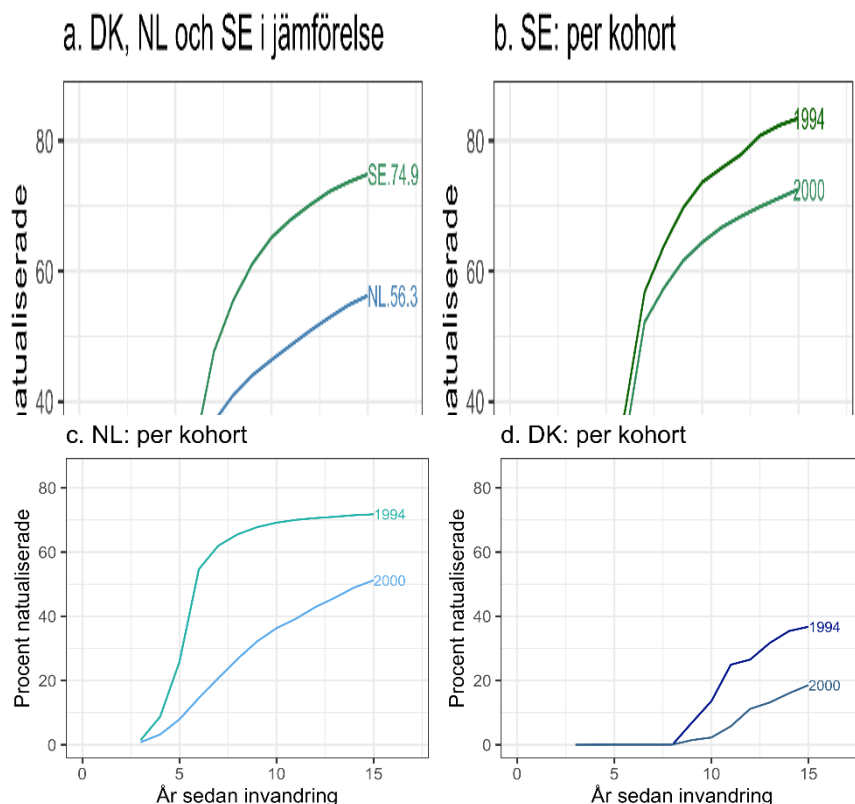 a. DK, NL och SE i jämförelse
natualiserade
80
60
40
SE.74.9
NL.56.3
b. SE: per kohort
natualiserade
80
60
40
1994
2000
c. NL: per kohort
Procent natualiserade
80
60
40
20
0
1994
2000
0 5 10 15
År sedan invandring
d. DK: per kohort
Procent natualiserade
80
60
40
20
0
1994
2000
0 5 10 15
År sedan invandring